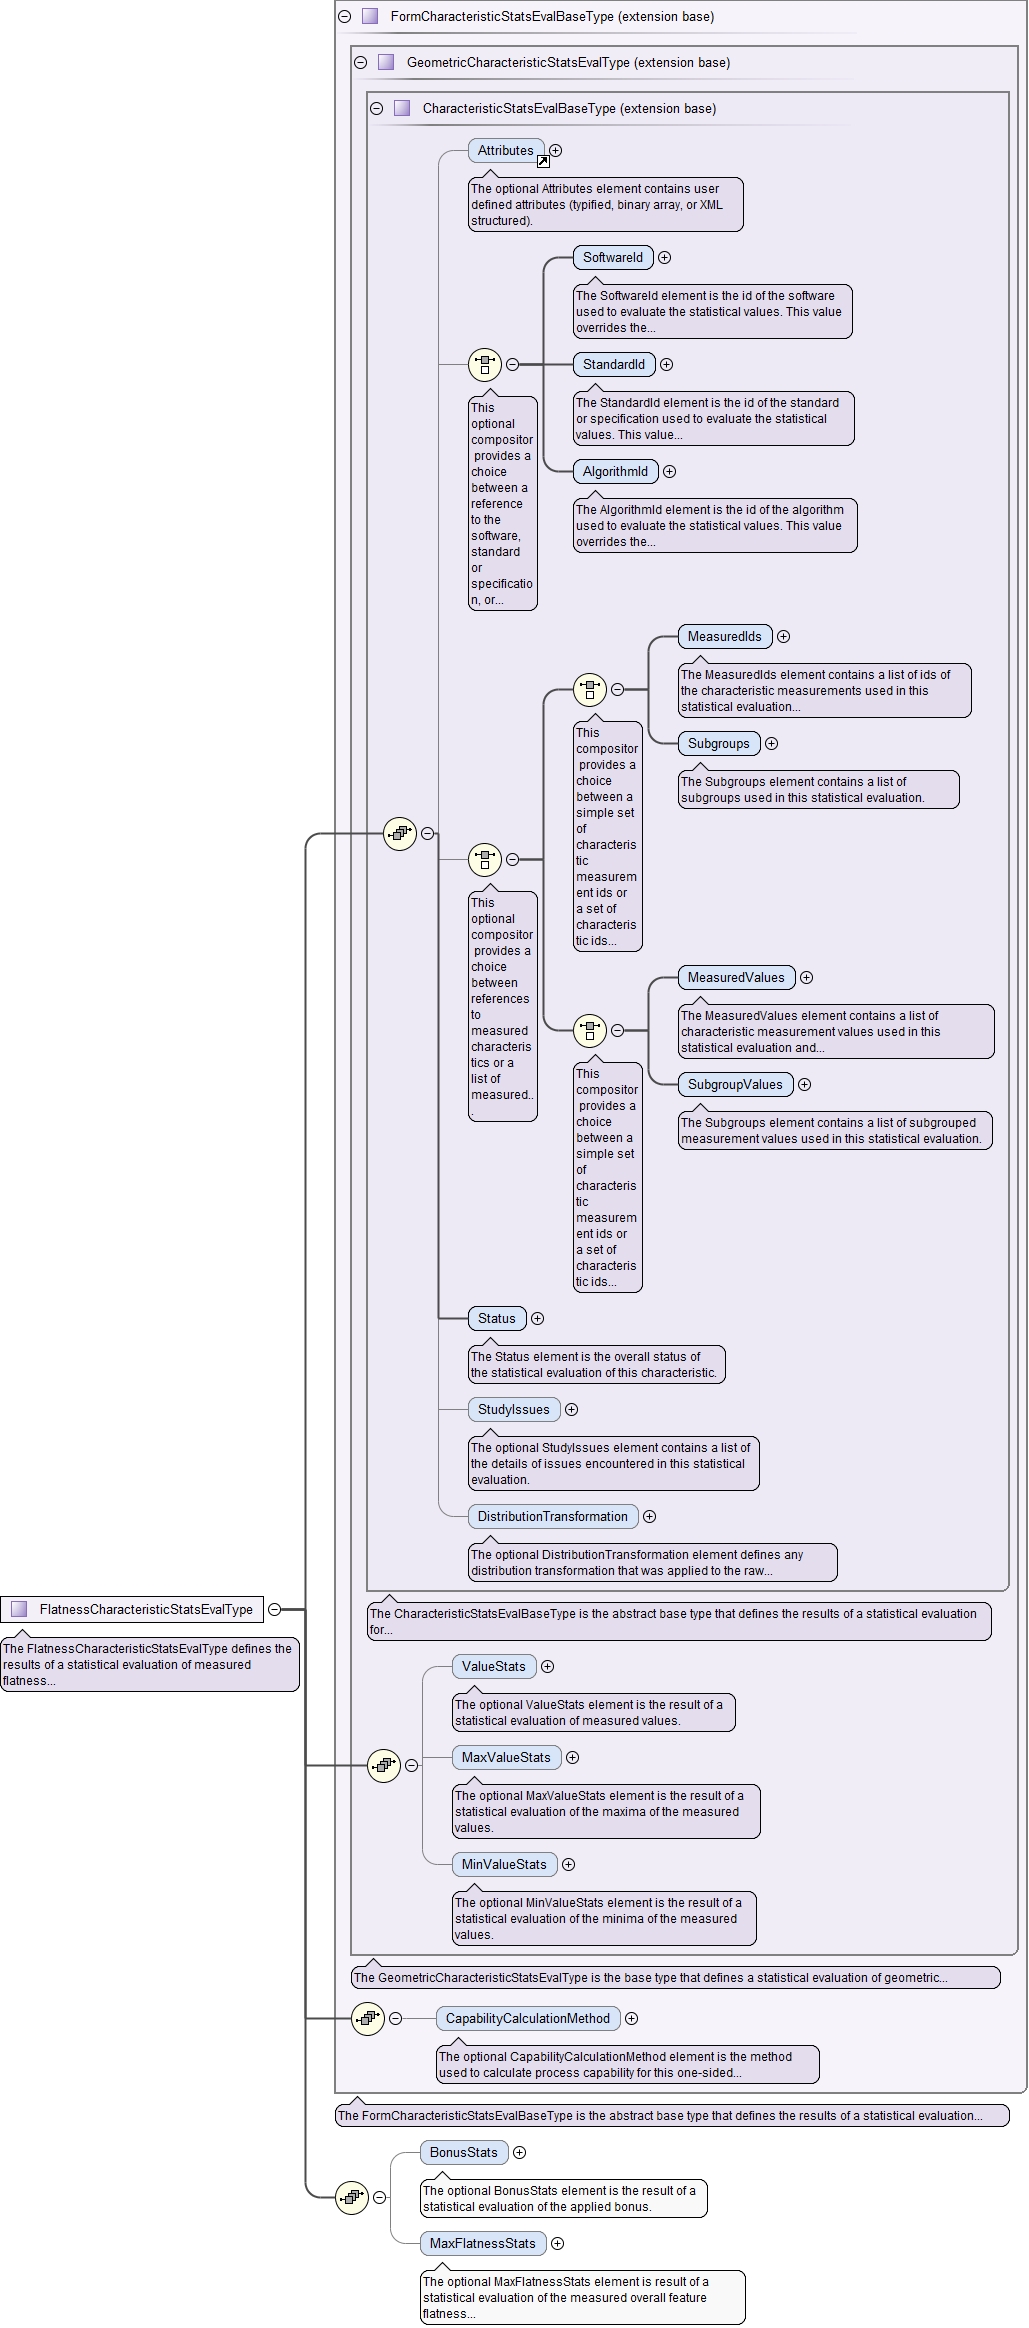 FormCharacteristicStatsEvalBaseType (extension base)
GeometricCharacteristicStatsEvalType (extension base)
CharacteristicStatsEvalBaseType (extension base)
Attributes
The optional Attributes element contains user
defined attributes (typified, binary array, or XML
structured).
SoftwareId
The SoftwareId element is the id of the software
used to evaluate the statistical values. This value
overrides the...
StandardId
The StandardId element is the id of the standard
or specification used to evaluate the statistical
values. This value...
AlgorithmId
The AlgorithmId element is the id of the algorithm
used to evaluate the statistical values. This value
overrides the...
This
optional
compositor
provides a
choice
between a
reference
to the
software,
standard
or
specificatio
n, or...
MeasuredIds
The MeasuredIds element contains a list of ids of
the characteristic measurements used in this
statistical evaluation...
Subgroups
The Subgroups element contains a list of
subgroups used in this statistical evaluation.
This
compositor
provides a
choice
between a
simple set
of
characteris
tic
measurem
ent ids or
a set of
characteris
tic ids...
This
optional
compositor
provides a
choice
between
references
to
measured
characteris
tics or a
list of
measured..
.
MeasuredValues
The MeasuredValues element contains a list of
characteristic measurement values used in this
statistical evaluation and...
SubgroupValues
The Subgroups element contains a list of subgrouped
measurement values used in this statistical evaluation.
This
compositor
provides a
choice
between a
simple set
of
characteris
tic
measurem
ent ids or
a set of
characteris
tic ids...
Status
The Status element is the overall status of
the statistical evaluation of this characteristic.
StudyIssues
The optional StudyIssues element contains a list of
the details of issues encountered in this statistical
evaluation.
DistributionTransformation
The optional DistributionTransformation element defines any
distribution transformation that was applied to the raw...
The CharacteristicStatsEvalBaseType is the abstract base type that defines the results of a statistical evaluation
for...
FlatnessCharacteristicStatsEvalType
The FlatnessCharacteristicStatsEvalType defines the
results of a statistical evaluation of measured
flatness...
ValueStats
The optional ValueStats element is the result of a
statistical evaluation of measured values.
MaxValueStats
The optional MaxValueStats element is the result of a
statistical evaluation of the maxima of the measured
values.
MinValueStats
The optional MinValueStats element is the result of a
statistical evaluation of the minima of the measured
values.
The GeometricCharacteristicStatsEvalType is the base type that defines a statistical evaluation of geometric...
CapabilityCalculationMethod
The optional CapabilityCalculationMethod element is the method
used to calculate process capability for this one-sided...
The FormCharacteristicStatsEvalBaseType is the abstract base type that defines the results of a statistical evaluation...
BonusStats
The optional BonusStats element is the result of a
statistical evaluation of the applied bonus.
MaxFlatnessStats
The optional MaxFlatnessStats element is result of a
statistical evaluation of the measured overall feature
flatness...